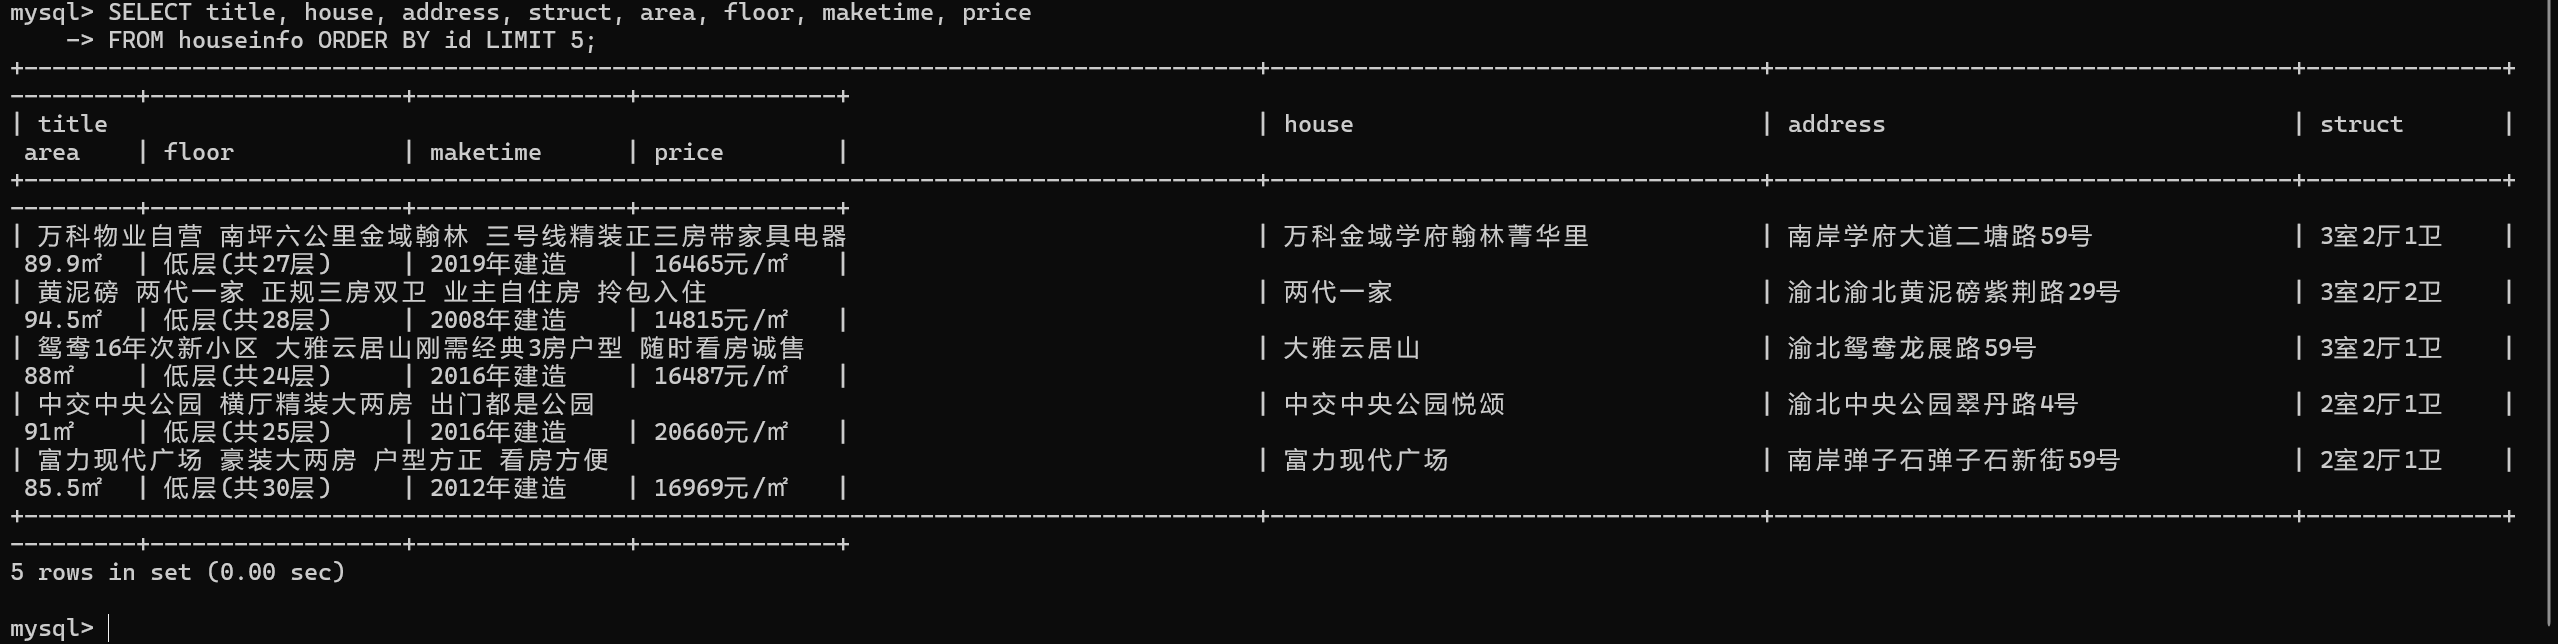 mysql> SELECT title, house, address, struct, area, floor, maketime, price
    -> FROM houseinfo ORDER BY id LIMIT 5;
| title | house | address | struct |
 area | floor | maketime | price |
| 万科物业自营 南坪六公里金域翰林 三号线精装正三房带家具电器 | 万科金域学府翰林菁华里 | 南岸学府大道二塘路59号 | 3室2厅1卫 |
 89.9㎡ | 低层(共27层) | 2019年建造 | 16465元/㎡ |
| 黄泥磅 两代一家 正规三房双卫 业主自住房 拎包入住 | 两代一家 | 渝北渝北黄泥磅紫荆路29号 | 3室2厅2卫 |
 94.5㎡ | 低层(共28层) | 2008年建造 | 14815元/㎡ |
| 鸳鸯16年次新小区 大雅云居山刚需经典3房户型 随时看房诚售 | 大雅云居山 | 渝北鸳鸯龙展路59号 | 3室2厅1卫 |
 88㎡ | 低层(共24层) | 2016年建造 | 16487元/㎡ |
| 中交中央公园 横厅精装大两房 出门都是公园 | 中交中央公园悦颂 | 渝北中央公园翠丹路4号 | 2室2厅1卫 |
 91㎡ | 低层(共25层) | 2016年建造 | 20660元/㎡ |
| 富力现代广场 豪装大两房 户型方正 看房方便 | 富力现代广场 | 南岸弹子石弹子石新街59号 | 2室2厅1卫 |
 85.5㎡ | 低层(共30层) | 2012年建造 | 16969元/㎡ |
5 rows in set (0.00 sec)
mysql>